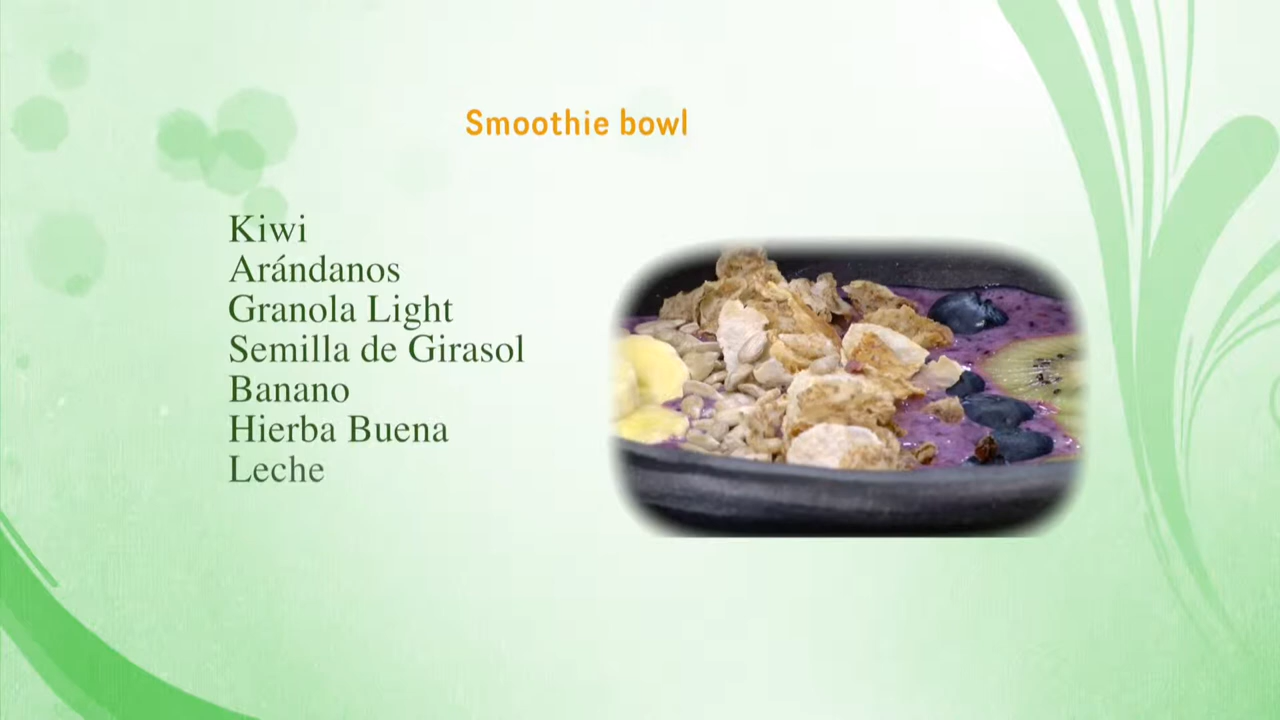 Smoothie bowl
Kiwi
Arándanos
Granola Light
Semilla de Girasol
Banano
Hierba Buena
Leche